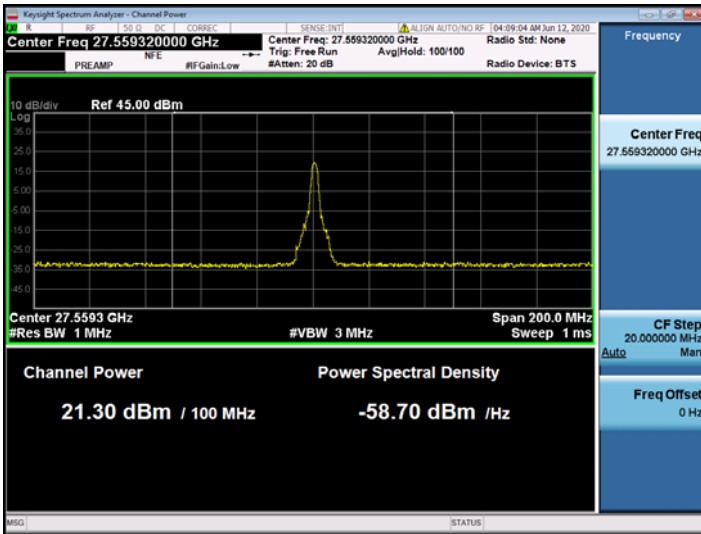 Keysight Spectrum Analyzer - Channel Power
R RF 50 Ω DC CORREC SENSE:INT ALIGN AUTO/NO RF 04:09:04 AM Jun 12, 2020
Center Freq 27.559320000 GHz
NFE
PREAMP #IFGain:Low
Center Freq: 27.559320000 GHz
Trig: Free Run Avg|Hold: 100/100
#Atten: 20 dB
Radio Std: None
Radio Device: BTS
10 dB/div Ref 45.00 dBm
Log
35.0
25.0
15.0
5.00
-5.00
-15.0
-25.0
-35.0
-45.0
Center 27.5593 GHz Span 200.0 MHz
#Res BW 1 MHz #VBW 3 MHz Sweep 1 ms
Channel Power Power Spectral Density
21.30 dBm / 100 MHz -58.70 dBm /Hz
MSG STATUS
Frequency
Center Freq
27.559320000 GHz
CF Step
20.000000 MHz
Auto Man
Freq Offset
0 Hz